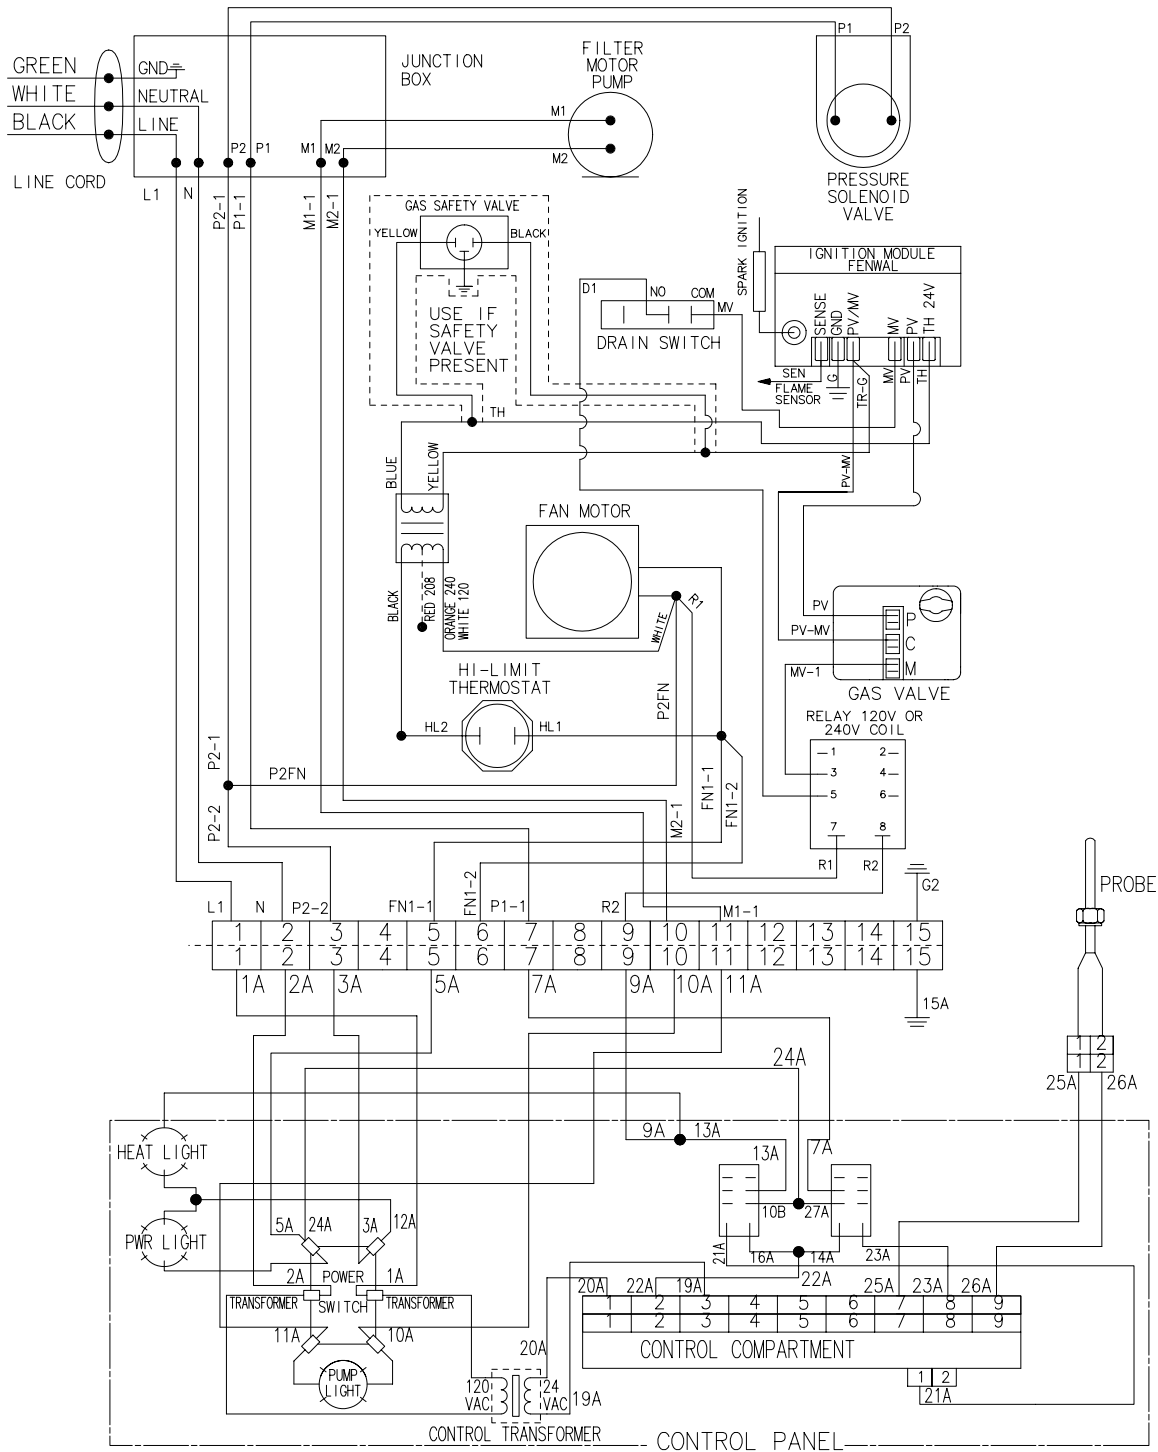 P1 P2
GREEN GND
WHITE NEUTRAL
BLACK LINE
LINE CORD
JUNCTION
BOX
FILTER
MOTOR
PUMP
M1
M2
P2 P1 M1 M2
L1 N P2-1 P1-1 M1-1 M2-1
PRESSURE
SOLENOID
VALVE
GAS SAFETY VALVE
YELLOW BLACK
USE IF
SAFETY
VALVE
PRESENT
SPARK IGNITION
IGNITION MODULE
FENWAL
SENSE GND PV/MV MV PV TH 24V
D1 NO COM MV
DRAIN SWITCH
SEN
FLAME
SENSOR
G TR-G MV PV TH
TH
BLUE YELLOW
PV-MV
FAN MOTOR
BLACK RED 208
ORANGE 240
WHITE 120
WHITE R1
PV
PV-MV
MV-1
P
C
M
GAS VALVE
HI-LIMIT
THERMOSTAT
HL2 HL1
P2FN
RELAY 120V OR
240V COIL
1 2
3 4
5 6
7 8
P2-1
P2FN
P2-2
M2-1 FN1-1 FN1-2
R1 R2
G2
PROBE
L1 N P2-2 FN1-1 FN1-2 P1-1 R2 M1-1
1 2 3 4 5 6 7 8 9 10 11 12 13 14 15
1 2 3 4 5 6 7 8 9 10 11 12 13 14 15
1A 2A 3A 5A 7A 9A 10A 11A
15A
1 2
1 2
25A 26A
24A
9A 13A
13A 7A
HEAT LIGHT
PWR LIGHT
10B 27A
21A 16A 14A 23A
22A
5A 24A 3A 12A
2A POWER 1A
TRANSFORMER SWITCH TRANSFORMER
11A 10A
PUMP
LIGHT
20A 22A 19A 25A 23A 26A
1 2 3 4 5 6 7 8 9
1 2 3 4 5 6 7 8 9
CONTROL COMPARTMENT
1 2
21A
20A
120
VAC
24
VAC
19A
CONTROL TRANSFORMER
CONTROL PANEL